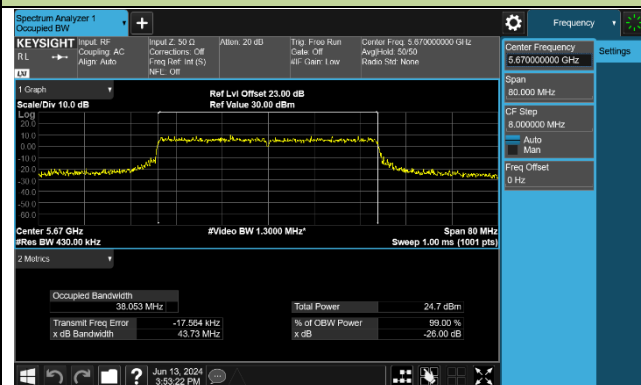 Spectrum Analyzer 1
Occupied BW
+
Frequency
KEYSIGHT
RL
LXI
Input: RF
Coupling: AC
Align: Auto
Input Z: 50 Ω
Corrections: Off
Freq Ref: Int (S)
NFE: Off
Atten: 20 dB
Trig: Free Run
Gate: Off
#IF Gain: Low
Center Freq: 5.670000000 GHz
Avg|Hold: 50/50
Radio Std: None
Center Frequency
5.670000000 GHz
Settings
Span
80.000 MHz
CF Step
8.000000 MHz
Auto
Man
Freq Offset
0 Hz
1 Graph
Scale/Div 10.0 dB
Ref Lvl Offset 23.00 dB
Ref Value 30.00 dBm
Log
20.0
10.0
0.00
-10.0
-20.0
-30.0
-40.0
-50.0
-60.0
Center 5.67 GHz
#Res BW 430.00 kHz
#Video BW 1.3000 MHz*
Span 80 MHz
Sweep 1.00 ms (1001 pts)
2 Metrics
Occupied Bandwidth
38.053 MHz
Total Power 24.7 dBm
Transmit Freq Error -17.564 kHz
% of OBW Power 99.00 %
x dB Bandwidth 43.73 MHz
x dB -26.00 dB
?
Jun 13, 2024
3:53:22 PM